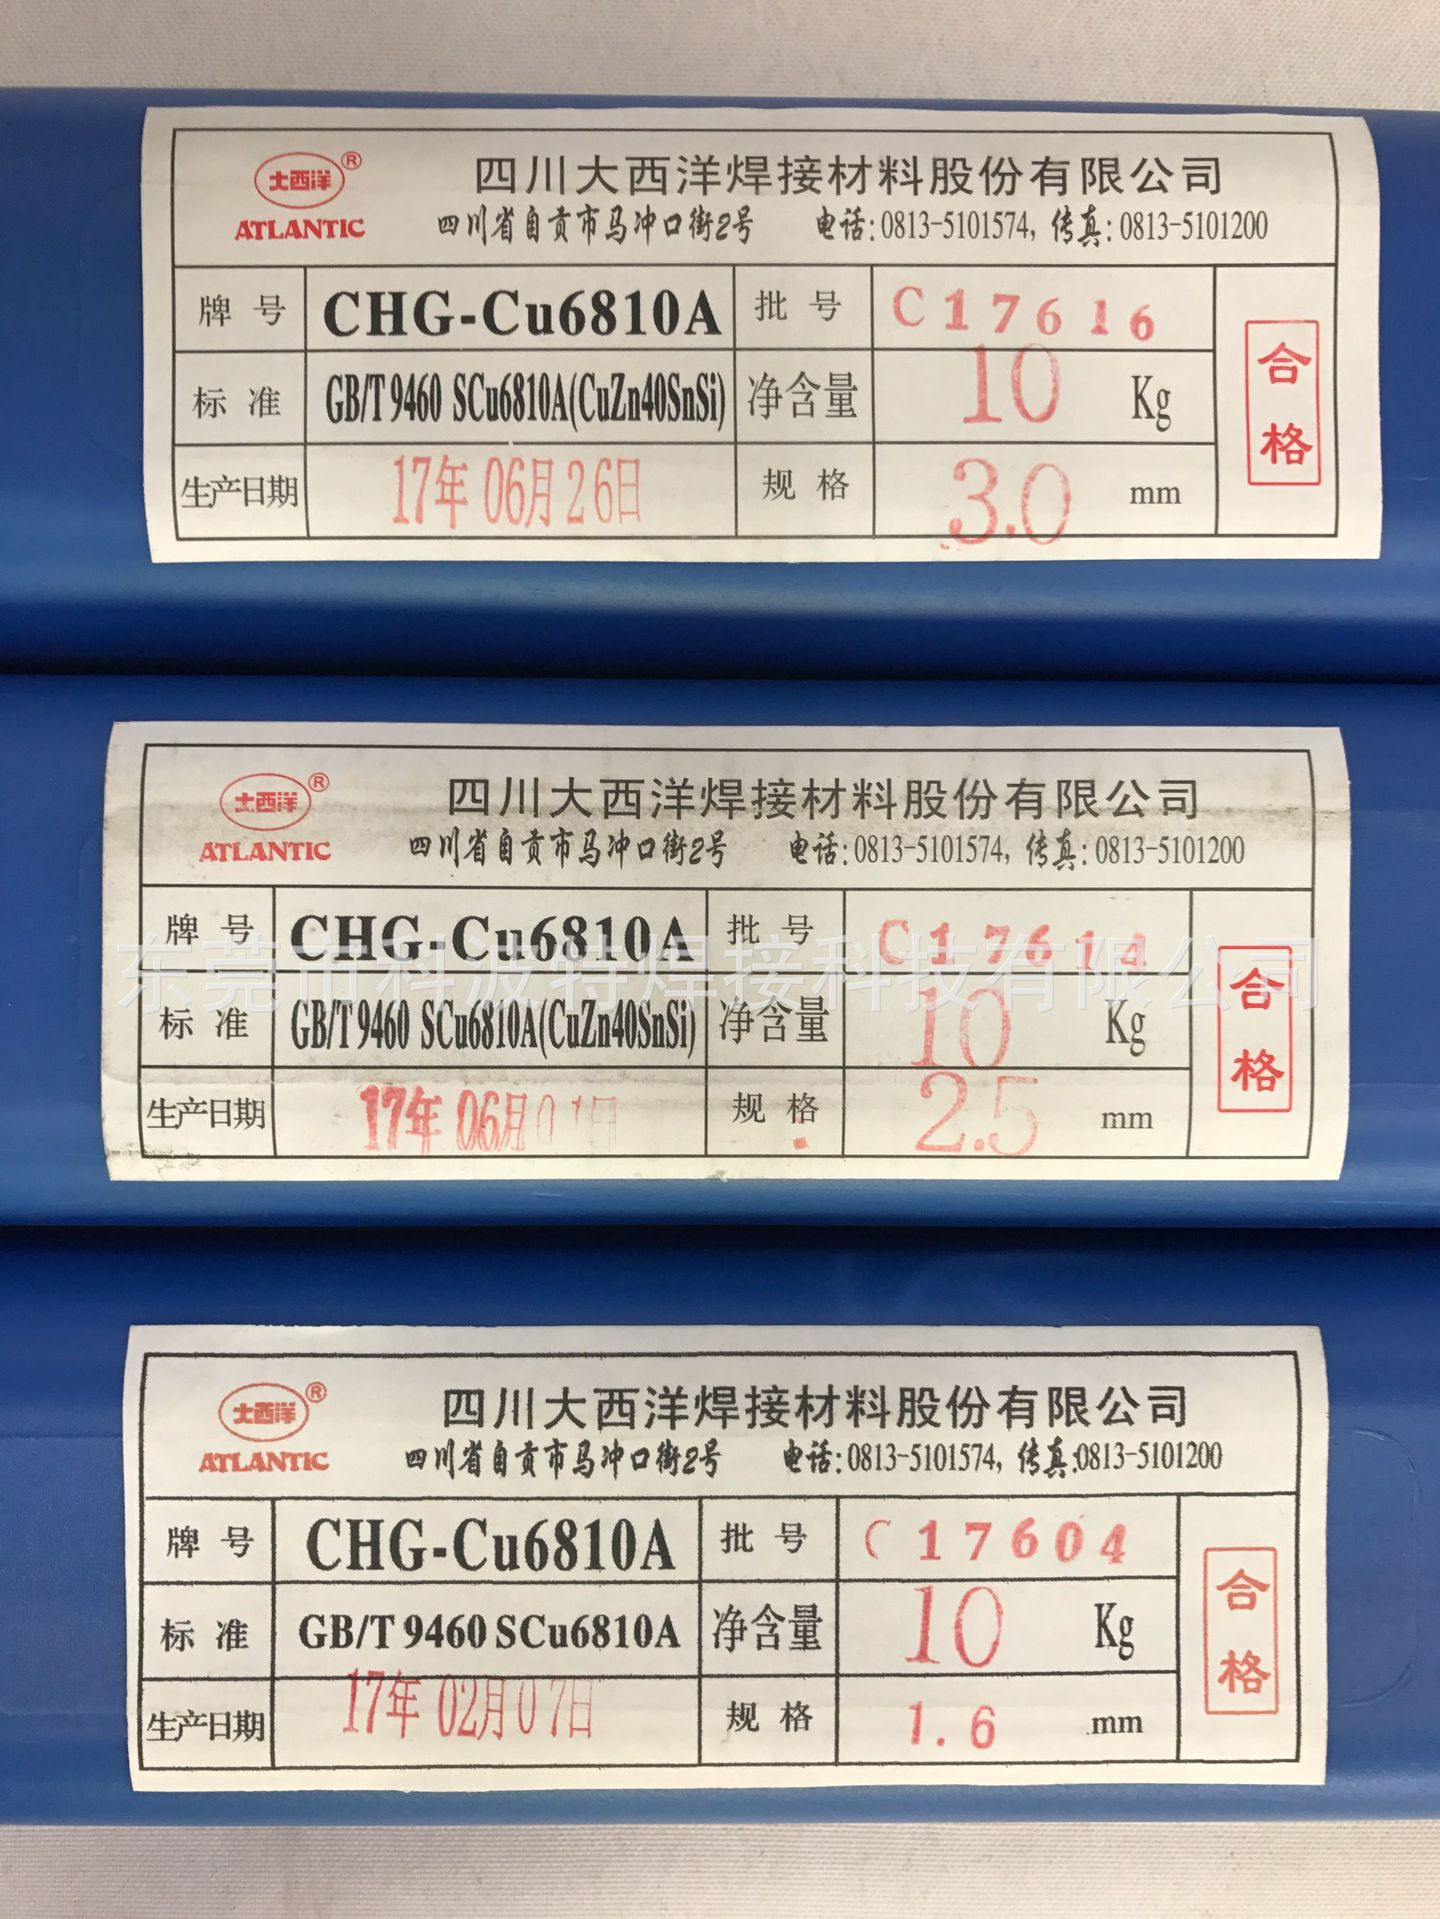 大西洋®
ATLANTIC
四川大西洋焊接材料股份有限公司
四川省自贡市马冲口街2号 电话:0813-5101574, 传真:0813-5101200
牌号 CHG-Cu6810A 批号 C17616
标准 GB/T 9460 SCu6810A(CuZn40SnSi) 净含量 10 Kg
生产日期 17年06月26日 规格 3.0 mm
合格
大西洋®
ATLANTIC
四川大西洋焊接材料股份有限公司
四川省自贡市马冲口街2号 电话:0813-5101574, 传真:0813-5101200
牌号 CHG-Cu6810A 批号 C17614
东莞市科波特焊接科技有限公司
标准 GB/T 9460 SCu6810A(CuZn40SnSi) 净含量 10 Kg
生产日期 17年06月01日 规格 2.5 mm
合格
大西洋®
ATLANTIC
四川大西洋焊接材料股份有限公司
四川省自贡市马冲口街2号 电话:0813-5101574, 传真:0813-5101200
牌号 CHG-Cu6810A 批号 C17604
标准 GB/T 9460 SCu6810A 净含量 10 Kg
生产日期 17年02月07日 规格 1.6 mm
合格